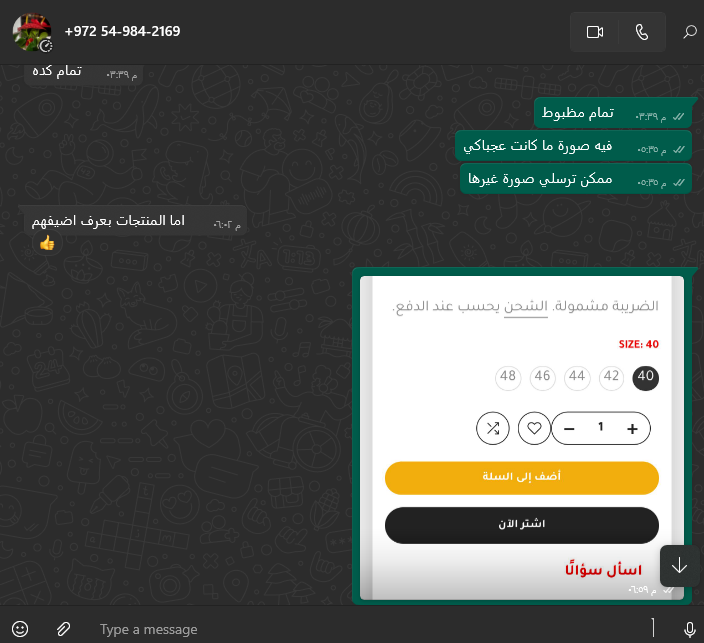 +972 54-984-2169
تمام كده
٠٣:٣٩ م
تمام مظبوط
٠٣:٣٩ م
فيه صورة ما كانت عجباكي
٠٥:٣٥ م
ممكن ترسلي صورة غيرها
٠٥:٣٥ م
اما المنتجات بعرف اضيفهم
٠٦:٠٢ م
👍
الضريبة مشمولة. الشحن يحسب عند الدفع.
SIZE: 40
40 42 44 46 48
− 1 +
أضف إلى السلة
اشتر الآن
اسأل سؤالًا
٠٦:٥٩ م
Type a message